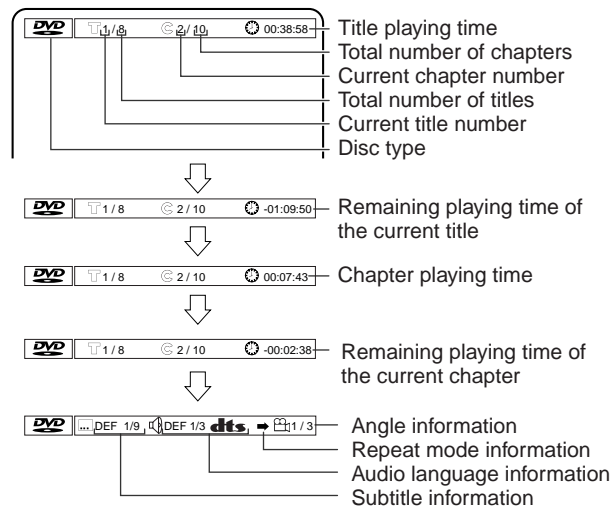 DVD T 1 / 8 C 2 / 10 00:38:58 Title playing time
Total number of chapters
Current chapter number
Total number of titles
Current title number
Disc type
DVD T 1 / 8 C 2 / 10 -01:09:50 Remaining playing time of
the current title
DVD T 1 / 8 C 2 / 10 00:07:43 Chapter playing time
DVD T 1 / 8 C 2 / 10 -00:02:38 Remaining playing time of
the current chapter
DVD ... DEF 1/9 DEF 1/3 dts 1 / 3 Angle information
Repeat mode information
Audio language information
Subtitle information